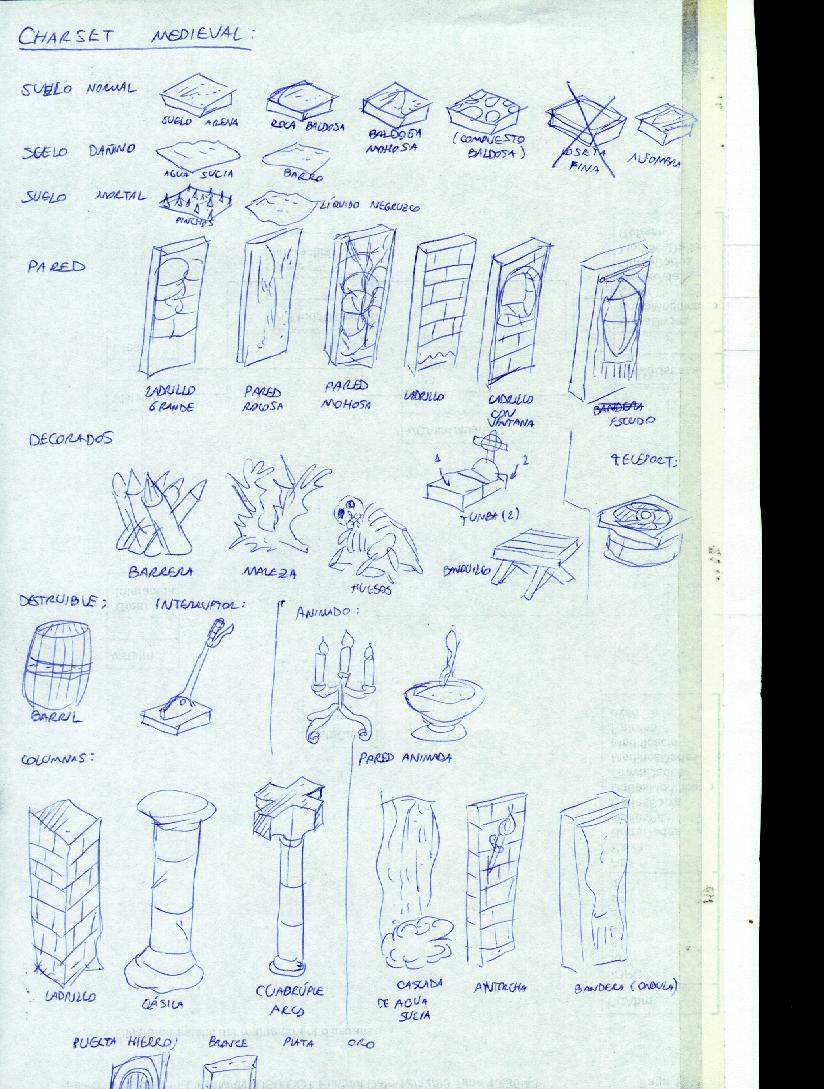 CHARSET MEDIEVAL:
SUELO NORMAL
SUELO ARENA
ROCA BALDOSA
BALDOSA
MOHOSA
(COMPUESTO
BALDOSA)
FINA
ALFOMBRA
SUELO DAÑINO
AGUA SUCIA
BARRO
SUELO MORTAL
PINCHOS
LÍQUIDO NEGRUZCO
PARED
LADRILLO
GRANDE
PARED
ROCOSA
PARED
MOHOSA
LADRILLO
LADRILLO
CON
VENTANA
BANDERA
ESCUDO
DECORADOS
BARRERA
MALEZA
HUESOS
1
2
TUMBA (2)
BANQUILLO
TELEPORT:
DESTRUIBLE:
BARRIL
INTERRUPTOR:
ANIMADO:
COLUMNAS:
LADRILLO
CLÁSICA
CUADRÚPLE
ARCO
PARED ANIMADA
CASCADA
DE AGUA
SUCIA
ANTORCHA
BANDERA (ONDULA)
PUERTA HIERRO; BRONCE PLATA ORO